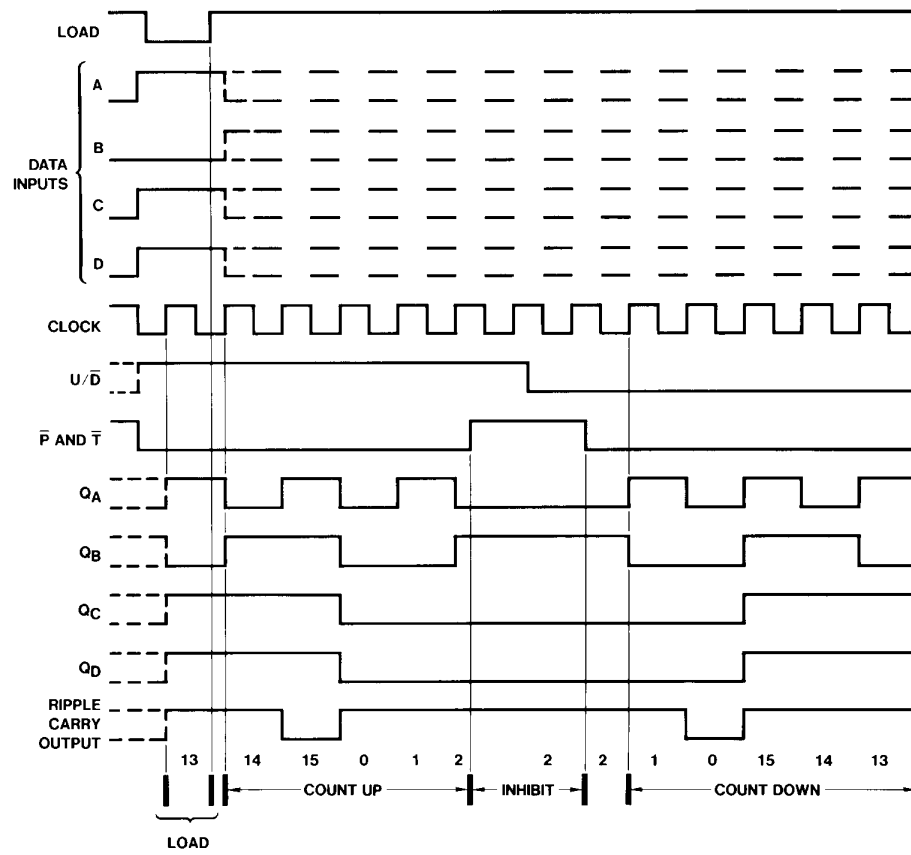 LOAD
A
B
DATA
INPUTS
C
D
CLOCK
U/D̅
P̅ AND T̅
QA
QB
QC
QD
RIPPLE
CARRY
OUTPUT
13 14 15 0 1 2 2 2 1 0 15 14 13
COUNT UP INHIBIT COUNT DOWN
LOAD